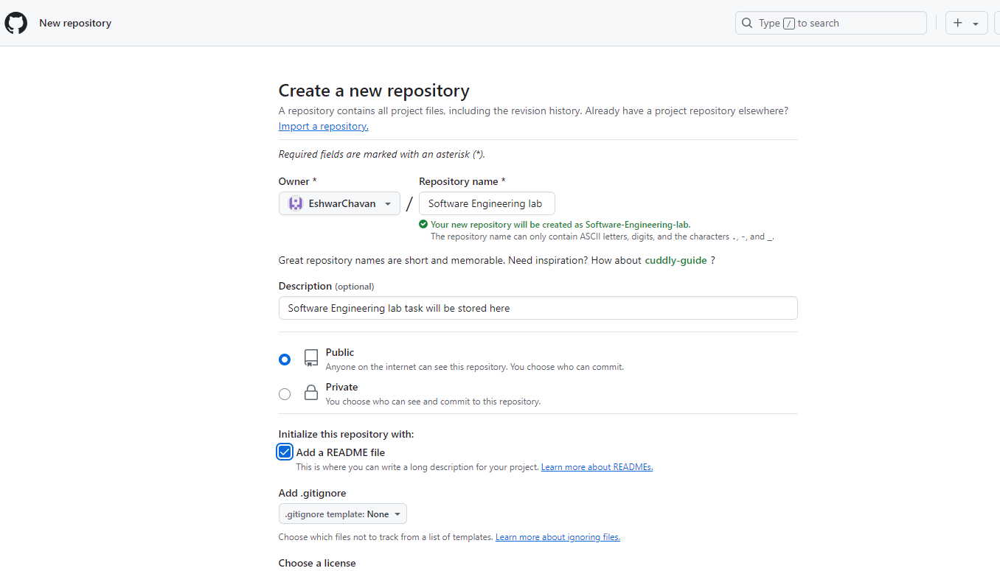 New repository
Type / to search
Create a new repository
A repository contains all project files, including the revision history. Already have a project repository elsewhere?
Import a repository.
Required fields are marked with an asterisk (*).
Owner * Repository name *
EshwarChavan / Software Engineering lab
Your new repository will be created as Software-Engineering-lab.
The repository name can only contain ASCII letters, digits, and the characters ., -, and _.
Great repository names are short and memorable. Need inspiration? How about cuddly-guide ?
Description (optional)
Software Engineering lab task will be stored here
Public
Anyone on the internet can see this repository. You choose who can commit.
Private
You choose who can see and commit to this repository.
Initialize this repository with:
Add a README file
This is where you can write a long description for your project. Learn more about READMEs.
Add .gitignore
.gitignore template: None
Choose which files not to track from a list of templates. Learn more about ignoring files.
Choose a license